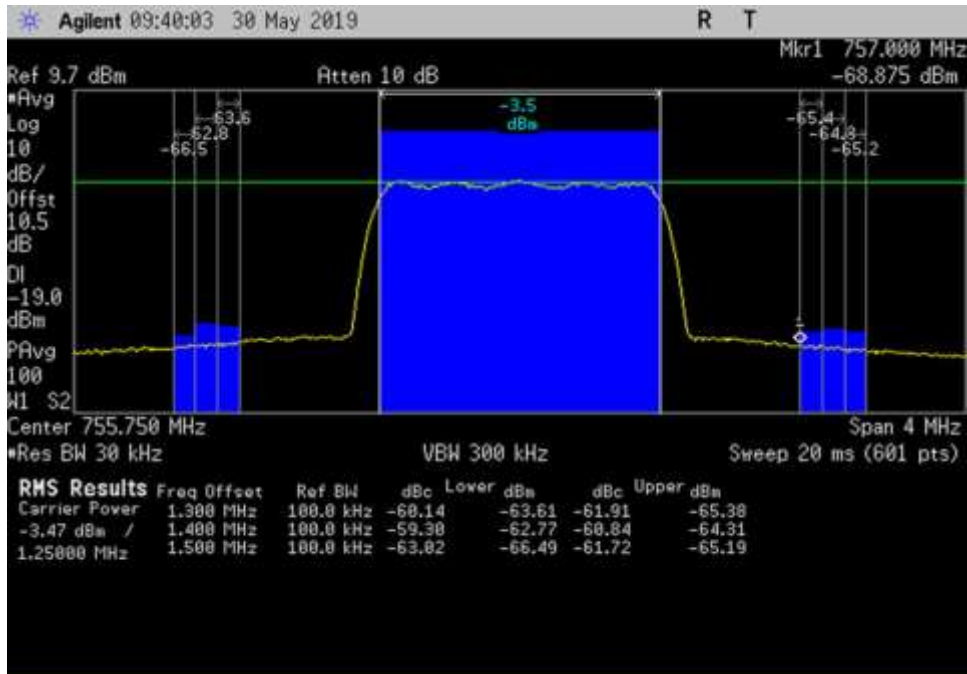 Agilent 09:40:03 30 May 2019 R T
Mkr1 757.000 MHz
Ref 9.7 dBm Atten 10 dB -68.875 dBm
*Avg
Log
10
dB/
Offst
10.5
dB
DI
-19.0
dBm
PAvg
100
W1 S2
-63.6
-62.8
-66.5
-3.5
dBm
-65.4
-64.3
-65.2
1
Center 755.750 MHz Span 4 MHz
*Res BW 30 kHz VBW 300 kHz Sweep 20 ms (601 pts)
RMS Results Freq Offset Ref BW dBc Lower dBm dBc Upper dBm
Carrier Power 1.300 MHz 100.0 kHz -60.14 -63.61 -61.91 -65.38
-3.47 dBm / 1.400 MHz 100.0 kHz -59.30 -62.77 -60.84 -64.31
1.25000 MHz 1.500 MHz 100.0 kHz -63.02 -66.49 -61.72 -65.19